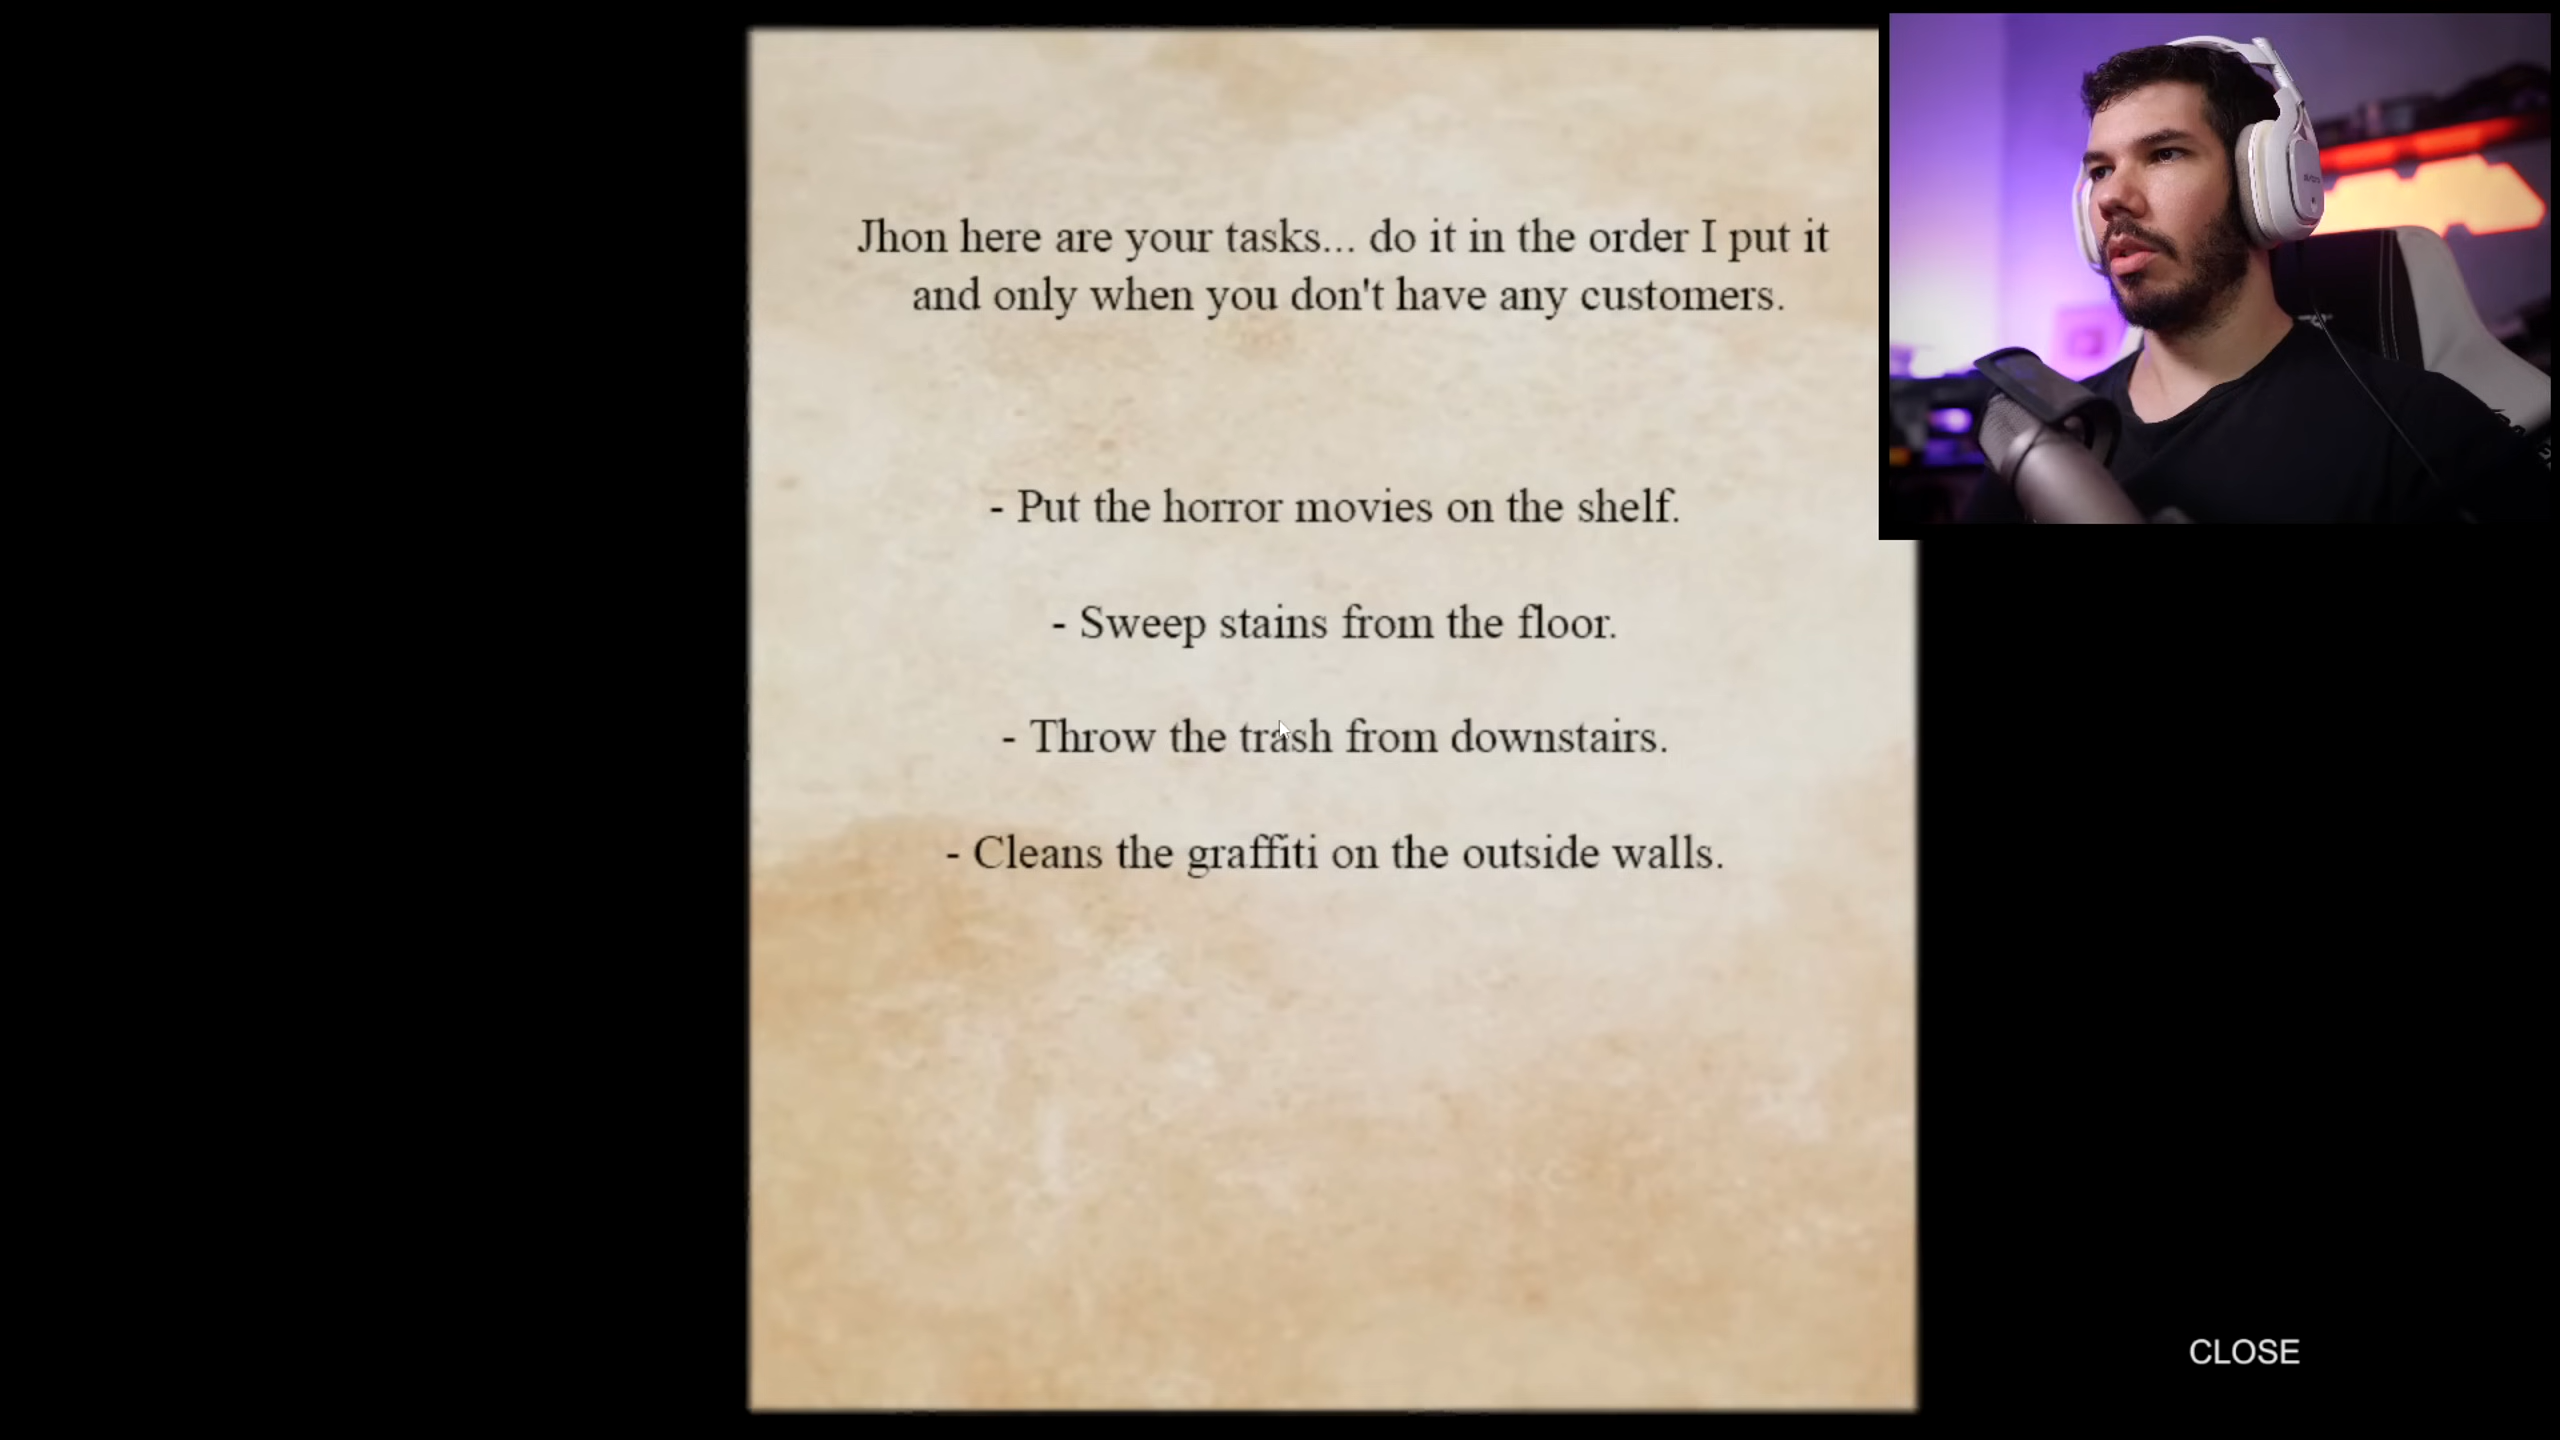 Jhon here are your tasks... do it in the order I put it
and only when you don't have any customers.
- Put the horror movies on the shelf.
- Sweep stains from the floor.
- Throw the trash from downstairs.
- Cleans the graffiti on the outside walls.
CLOSE